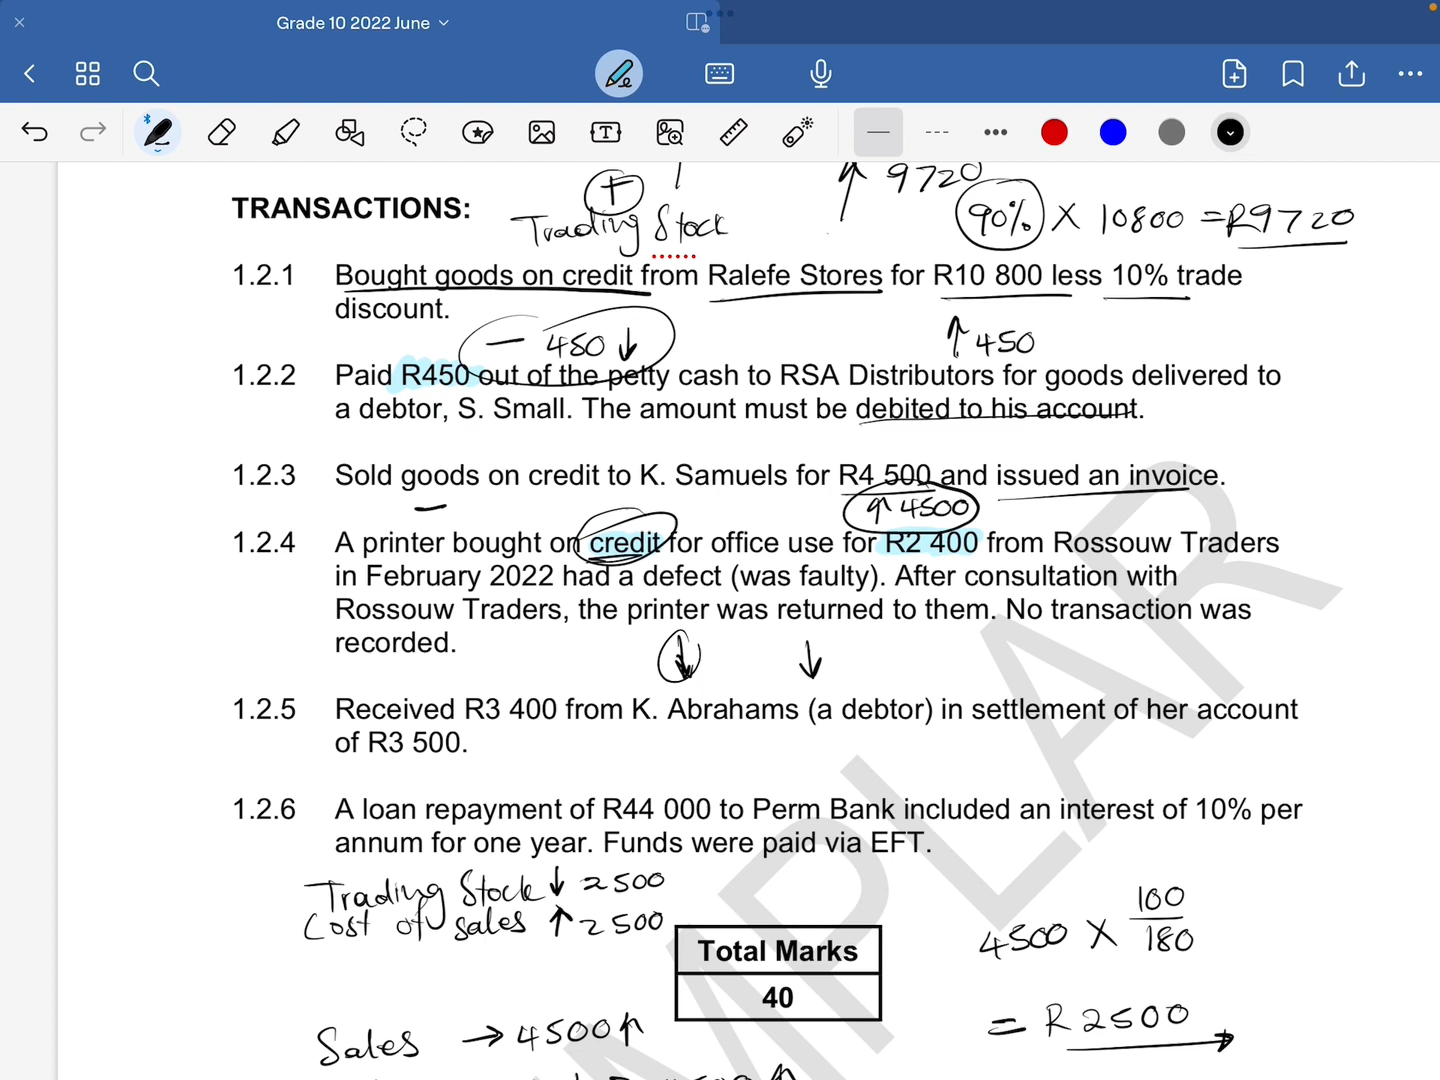 Grade 10 2022 June
9720
+
TRANSACTIONS:
Trading Stock
90% X 10800 = R9720
1.2.1 Bought goods on credit from Ralefe Stores for R10 800 less 10% trade
discount.
— 450 ↓
↑ 450
1.2.2 Paid R450 out of the petty cash to RSA Distributors for goods delivered to
a debtor, S. Small. The amount must be debited to his account.
1.2.3 Sold goods on credit to K. Samuels for R4 500 and issued an invoice.
↑ 4500
1.2.4 A printer bought on credit for office use for R2 400 from Rossouw Traders
in February 2022 had a defect (was faulty). After consultation with
Rossouw Traders, the printer was returned to them. No transaction was
recorded.
↓ ↓
1.2.5 Received R3 400 from K. Abrahams (a debtor) in settlement of her account
of R3 500.
1.2.6 A loan repayment of R44 000 to Perm Bank included an interest of 10% per
annum for one year. Funds were paid via EFT.
Trading Stock ↓ 2500
Cost of sales ↑ 2500
4500 X 100/180
Total Marks
40
= R2500 →
Sales → 4500 ↑
MPLAR